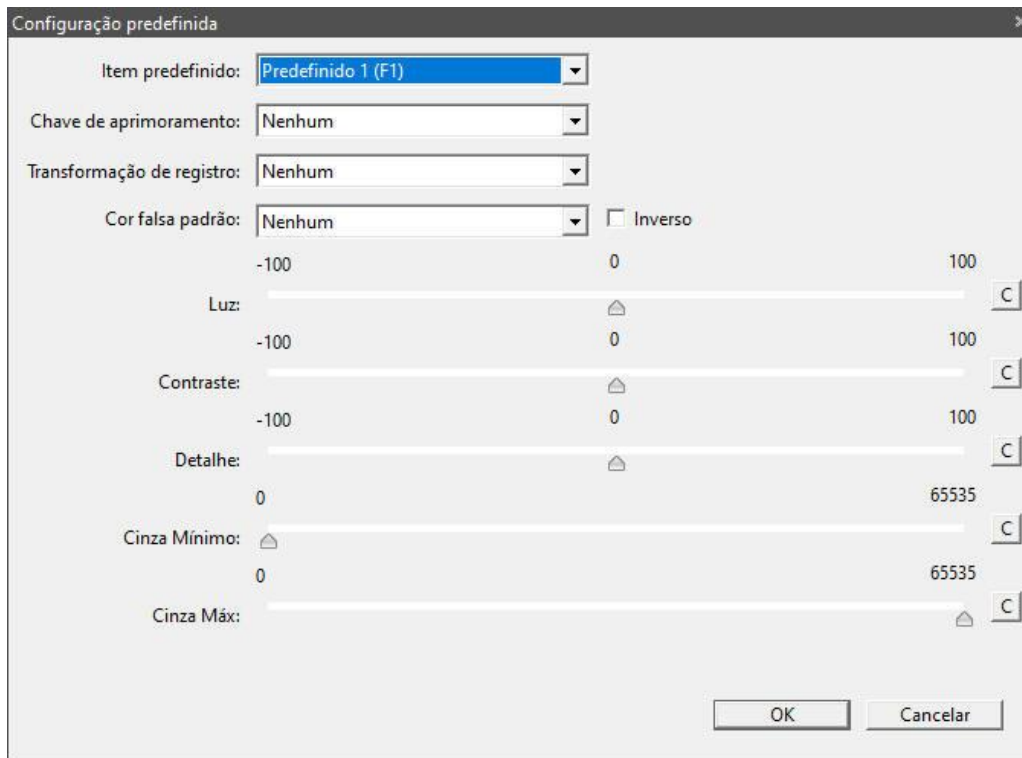 Configuração predefinida
Item predefinido: Predefinido 1 (F1)
Chave de aprimoramento: Nenhum
Transformação de registro: Nenhum
Cor falsa padrão: Nenhum Inverso
-100 0 100
Luz: C
-100 0 100
Contraste: C
-100 0 100
Detalhe: C
0 65535
Cinza Mínimo: C
0 65535
Cinza Máx: C
OK Cancelar